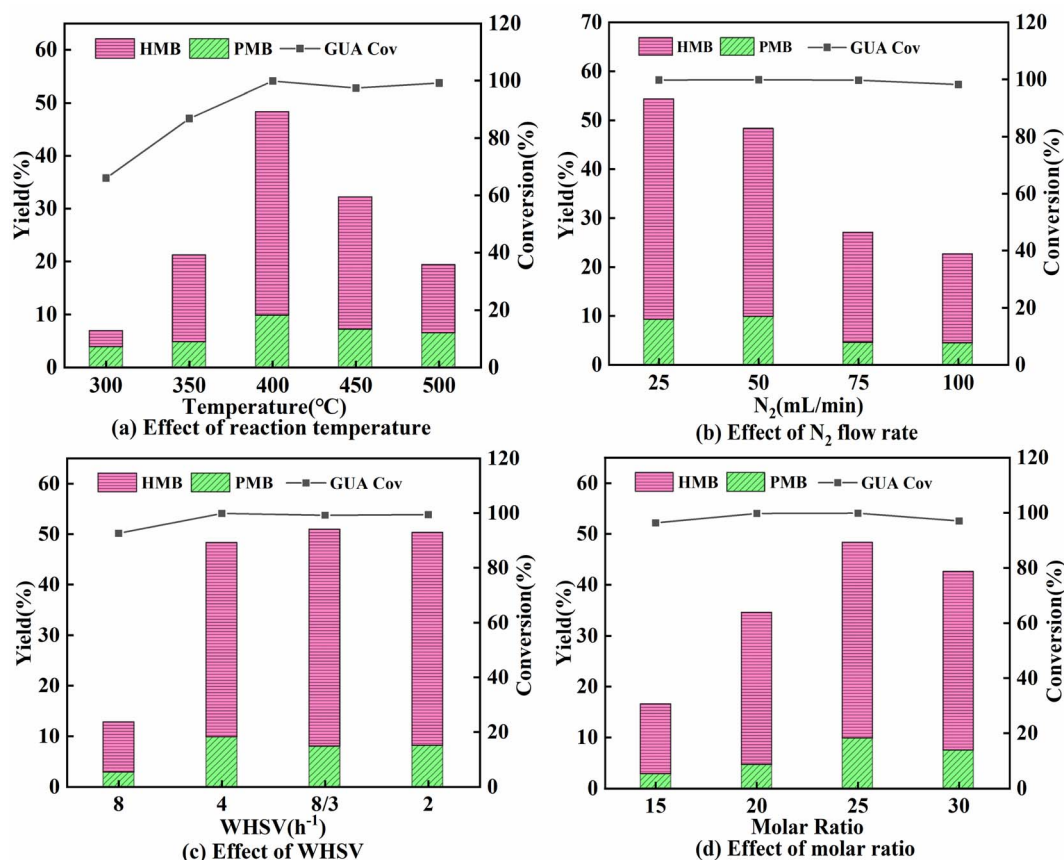 HMB PMB GUA Cov
Yield(%)
60
50
40
30
20
10
0
120
100
80
60
40
20
0
Conversion(%)
300 350 400 450 500
Temperature(°C)
(a) Effect of reaction temperature
HMB PMB GUA Cov
Yield(%)
70
60
50
40
30
20
10
0
120
100
80
60
40
20
0
Conversion(%)
25 50 75 100
N₂(mL/min)
(b) Effect of N₂ flow rate
HMB PMB GUA Cov
Yield(%)
60
50
40
30
20
10
0
120
100
80
60
40
20
0
Conversion(%)
8 4 8/3 2
WHSV(h⁻¹)
(c) Effect of WHSV
HMB PMB GUA Cov
Yield(%)
60
50
40
30
20
10
0
120
100
80
60
40
20
0
Conversion(%)
15 20 25 30
Molar Ratio
(d) Effect of molar ratio